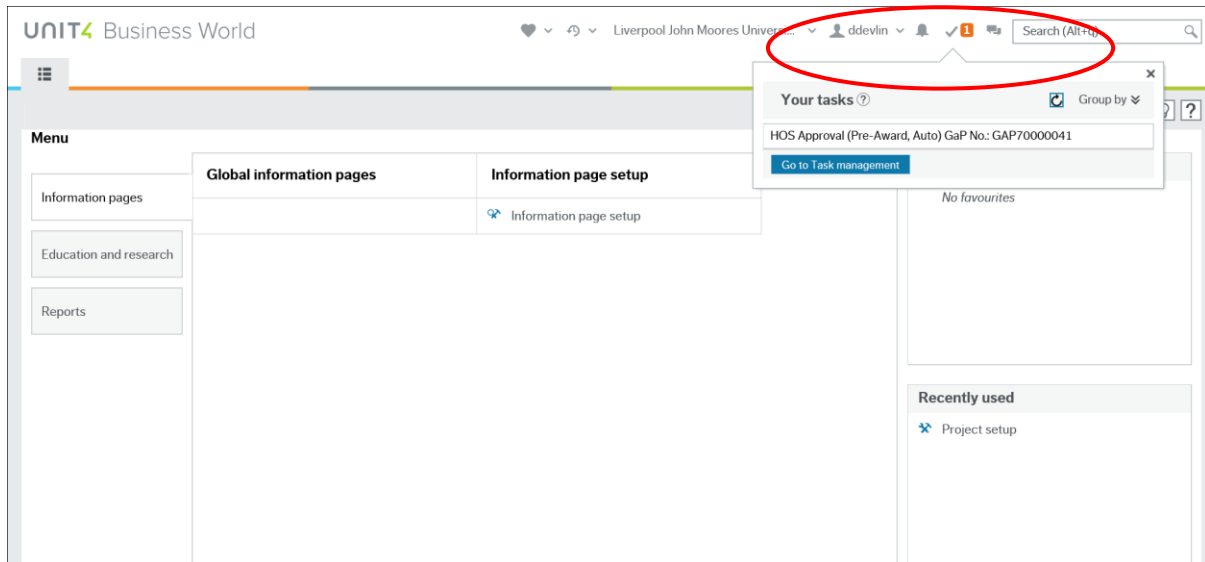 UNIT4 Business World
Liverpool John Moores Univers...
ddevlin
1
Search (Alt+q)
Your tasks ?
Group by
?
HOS Approval (Pre-Award, Auto) GaP No.: GAP70000041
Go to Task management
Menu
Information pages
Education and research
Reports
Global information pages
Information page setup
Information page setup
No favourites
Recently used
Project setup